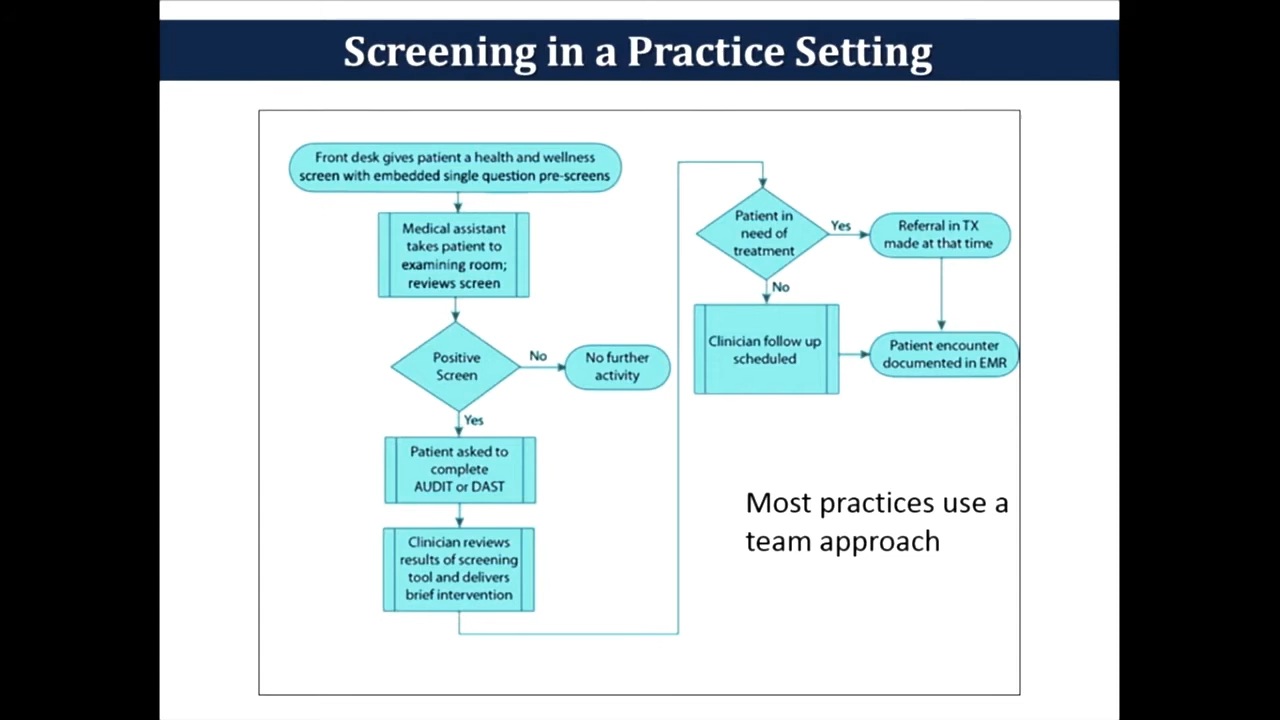 Screening in a Practice Setting
Front desk gives patient a health and wellness
screen with embedded single question pre-screens
Medical assistant
takes patient to
examining room;
reviews screen
Positive
Screen
No
No further
activity
Yes
Patient asked to
complete
AUDIT or DAST
Clinician reviews
results of screening
tool and delivers
brief intervention
Patient in
need of
treatment
Yes
Referral in TX
made at that time
No
Clinician follow up
scheduled
Patient encounter
documented in EMR
Most practices use a
team approach